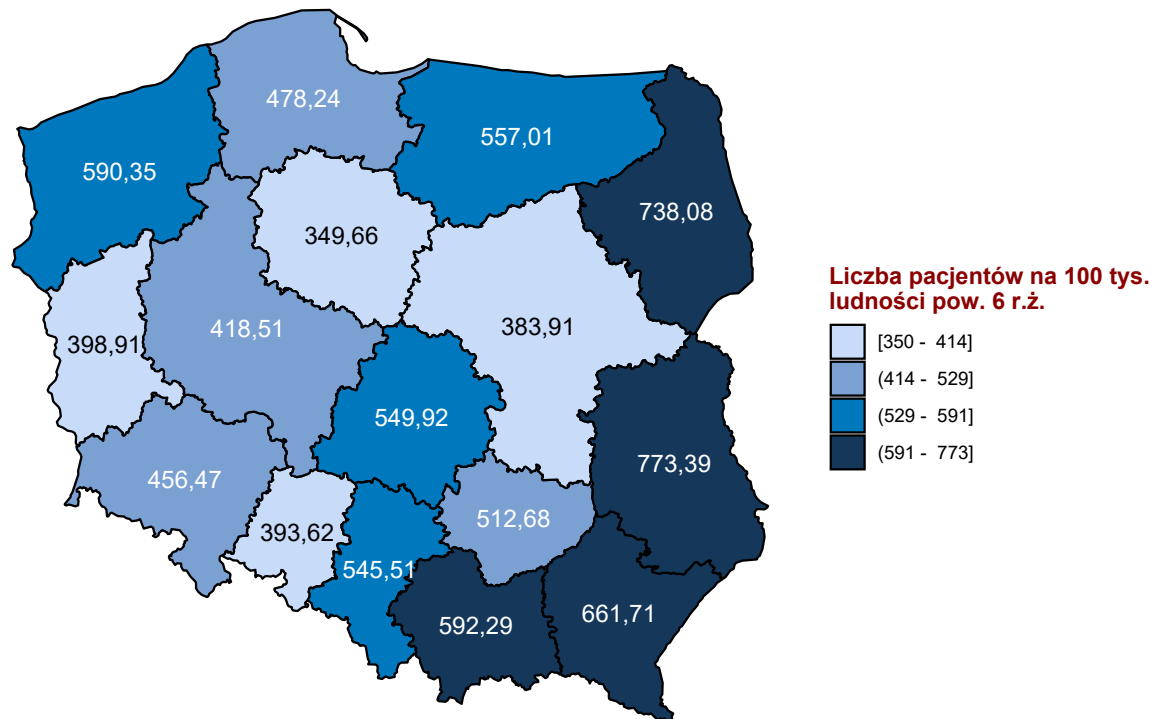 478,24
557,01
590,35
738,08
349,66
418,51
383,91
398,91
549,92
773,39
456,47
512,68
393,62
545,51
592,29
661,71
Liczba pacjentów na 100 tys.
ludności pow. 6 r.ż.
[350 - 414]
(414 - 529]
(529 - 591]
(591 - 773]